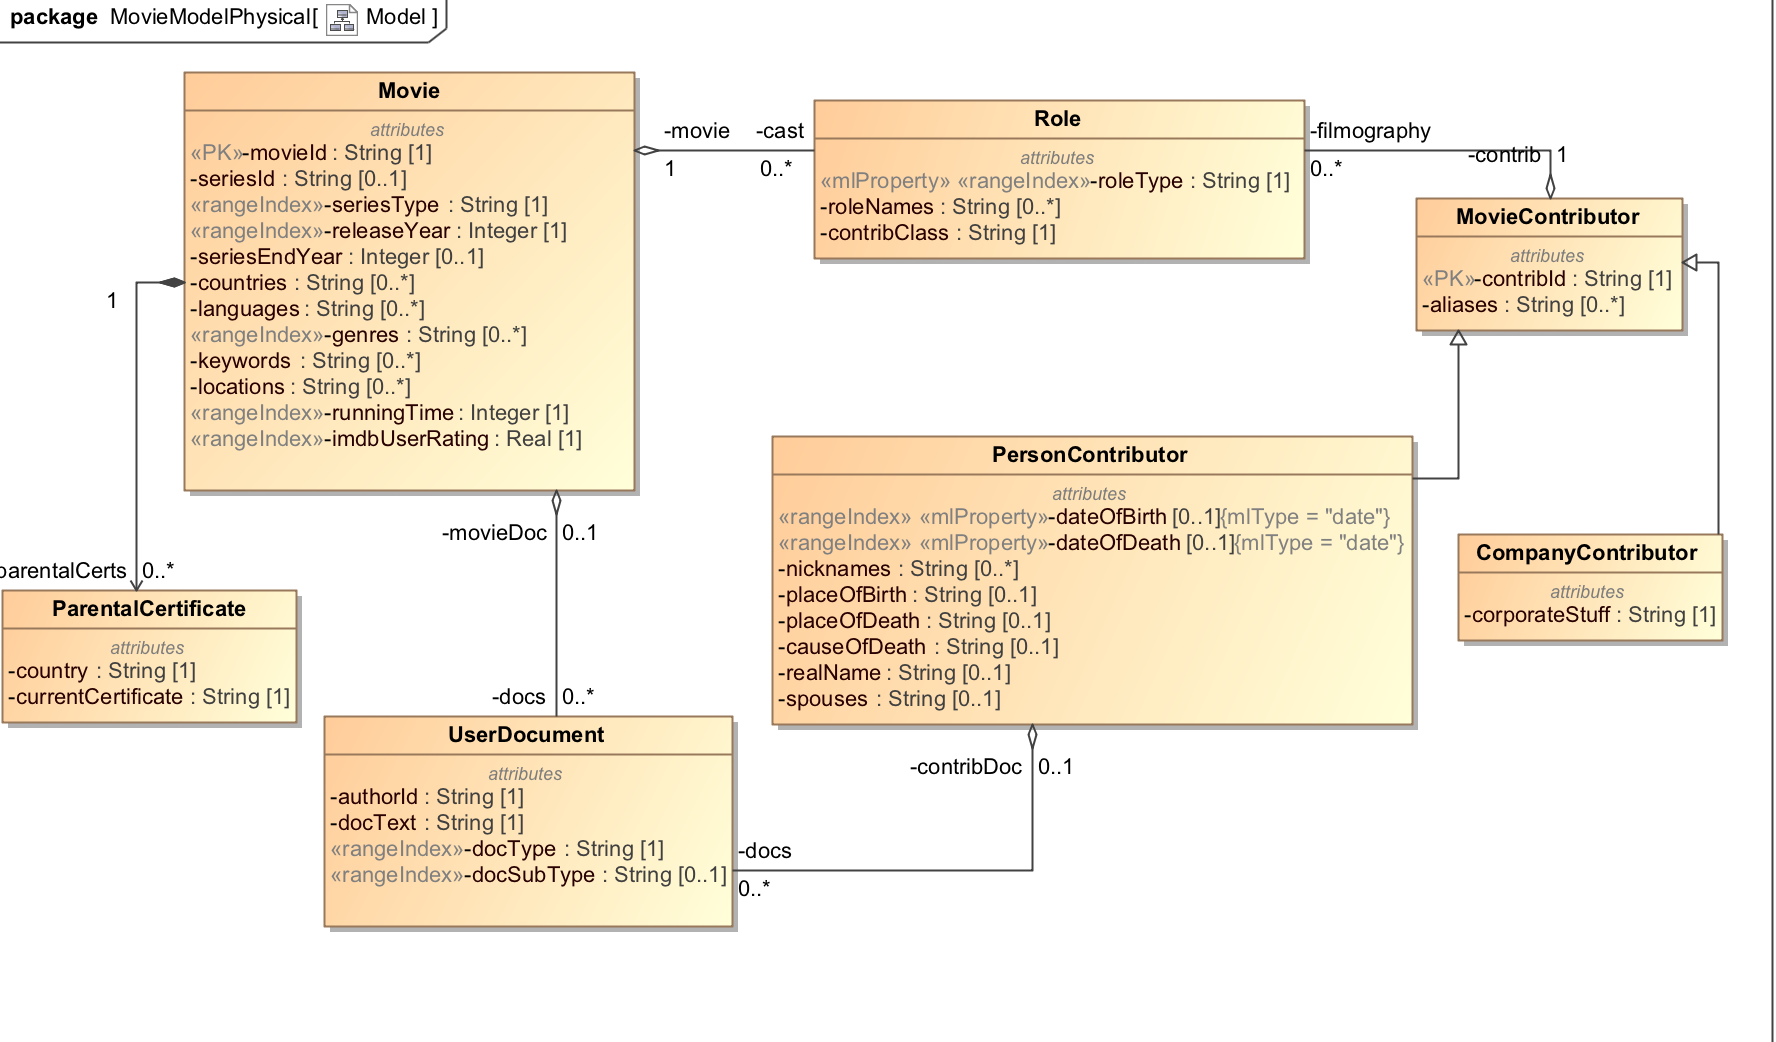 package MovieModelPhysical[ Model ]
Movie
attributes
«PK»-movieId : String [1]
-seriesId : String [0..1]
«rangeIndex»-seriesType : String [1]
«rangeIndex»-releaseYear : Integer [1]
-seriesEndYear : Integer [0..1]
-countries : String [0..*]
-languages : String [0..*]
«rangeIndex»-genres : String [0..*]
-keywords : String [0..*]
-locations : String [0..*]
«rangeIndex»-runningTime : Integer [1]
«rangeIndex»-imdbUserRating : Real [1]
-movie
1
-cast
0..*
Role
attributes
«mlProperty» «rangeIndex»-roleType : String [1]
-roleNames : String [0..*]
-contribClass : String [1]
-filmography
0..*
-contrib
1
MovieContributor
attributes
«PK»-contribId : String [1]
-aliases : String [0..*]
1
parentalCerts
0..*
ParentalCertificate
attributes
-country : String [1]
-currentCertificate : String [1]
-movieDoc
0..1
-docs
0..*
PersonContributor
attributes
«rangeIndex» «mlProperty»-dateOfBirth [0..1]{mlType = "date"}
«rangeIndex» «mlProperty»-dateOfDeath [0..1]{mlType = "date"}
-nicknames : String [0..*]
-placeOfBirth : String [0..1]
-placeOfDeath : String [0..1]
-causeOfDeath : String [0..1]
-realName : String [0..1]
-spouses : String [0..1]
CompanyContributor
attributes
-corporateStuff : String [1]
UserDocument
attributes
-authorId : String [1]
-docText : String [1]
«rangeIndex»-docType : String [1]
«rangeIndex»-docSubType : String [0..1]
-contribDoc
0..1
-docs
0..*